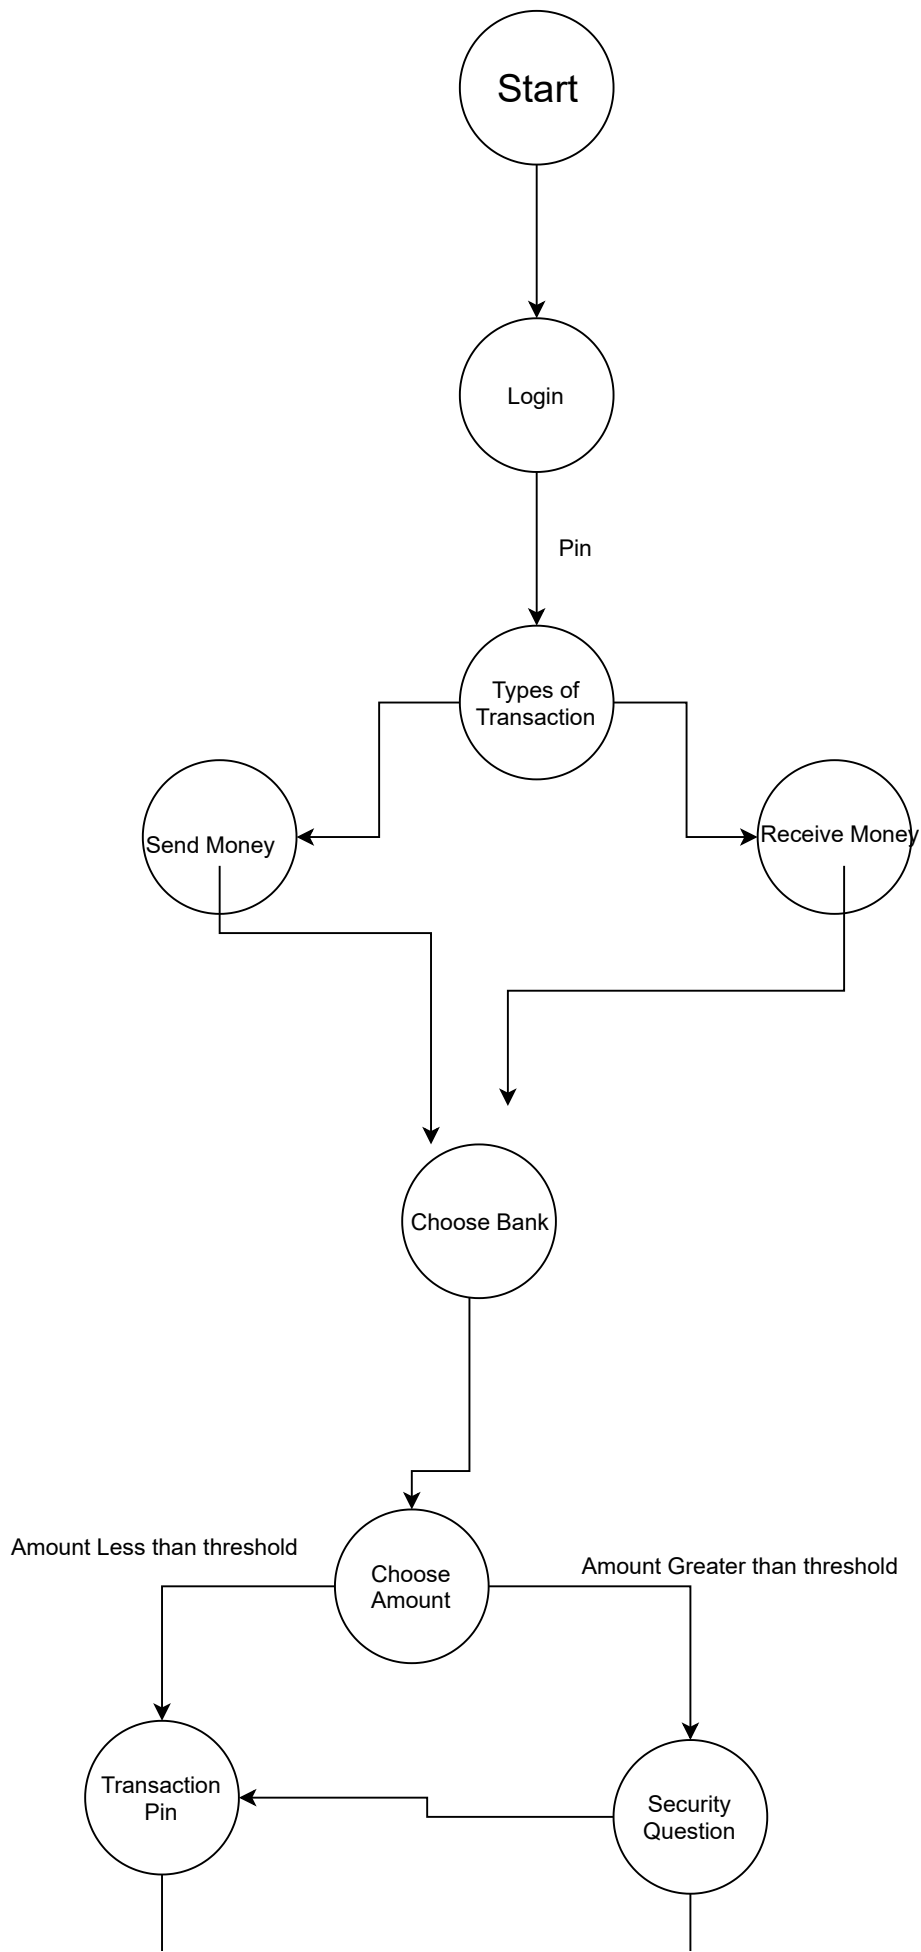 Start
Login
Pin
Types of
Transaction
Send Money
Receive Money
Choose Bank
Amount Less than threshold
Choose
Amount
Amount Greater than threshold
Transaction
Pin
Security
Question